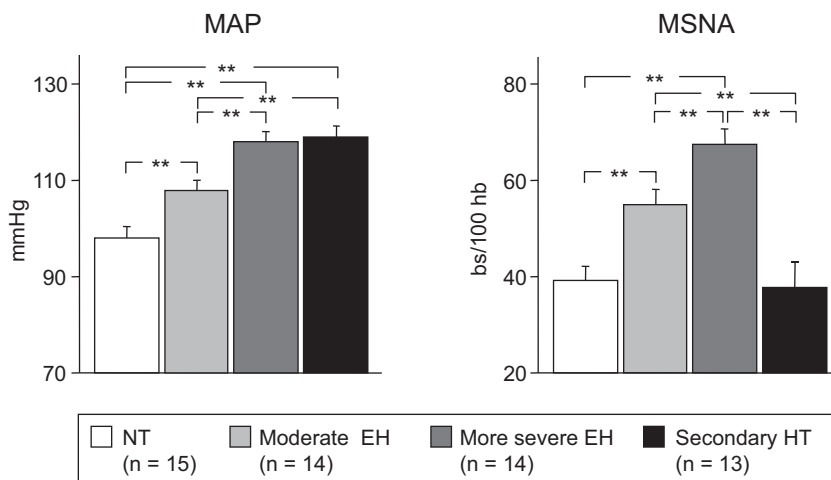 MAP
MSNA
130
110
90
70
mmHg
**
**
**
**
**
80
60
40
20
bs/100 hb
**
**
**
**
**
NT
(n = 15)
Moderate EH
(n = 14)
More severe EH
(n = 14)
Secondary HT
(n = 13)